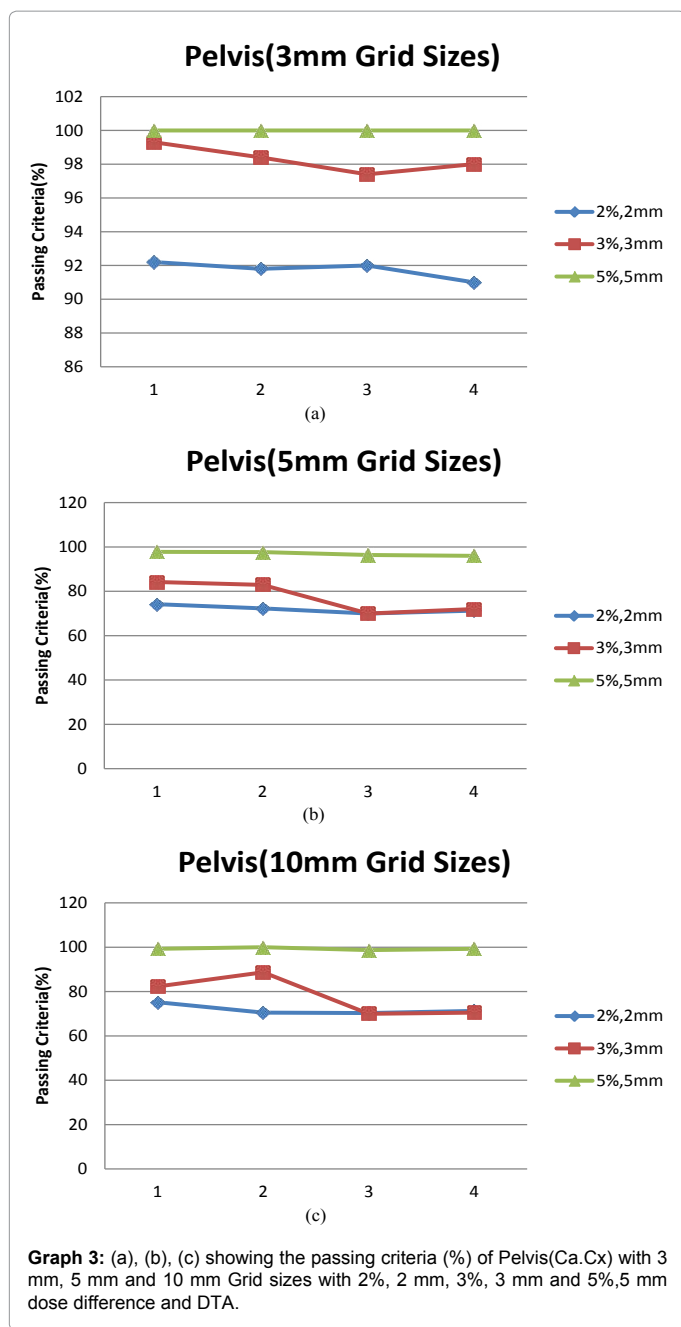 Pelvis(3mm Grid Sizes)
Passing Criteria(%)
102
100
98
96
94
92
90
88
86
1 2 3 4
2%,2mm
3%,3mm
5%,5mm
(a)
Pelvis(5mm Grid Sizes)
Passing Criteria(%)
120
100
80
60
40
20
0
1 2 3 4
2%,2mm
3%,3mm
5%,5mm
(b)
Pelvis(10mm Grid Sizes)
Passing Criteria(%)
120
100
80
60
40
20
0
1 2 3 4
2%,2mm
3%,3mm
5%,5mm
(c)
Graph 3: (a), (b), (c) showing the passing criteria (%) of Pelvis(Ca.Cx) with 3
mm, 5 mm and 10 mm Grid sizes with 2%, 2 mm, 3%, 3 mm and 5%,5 mm
dose difference and DTA.